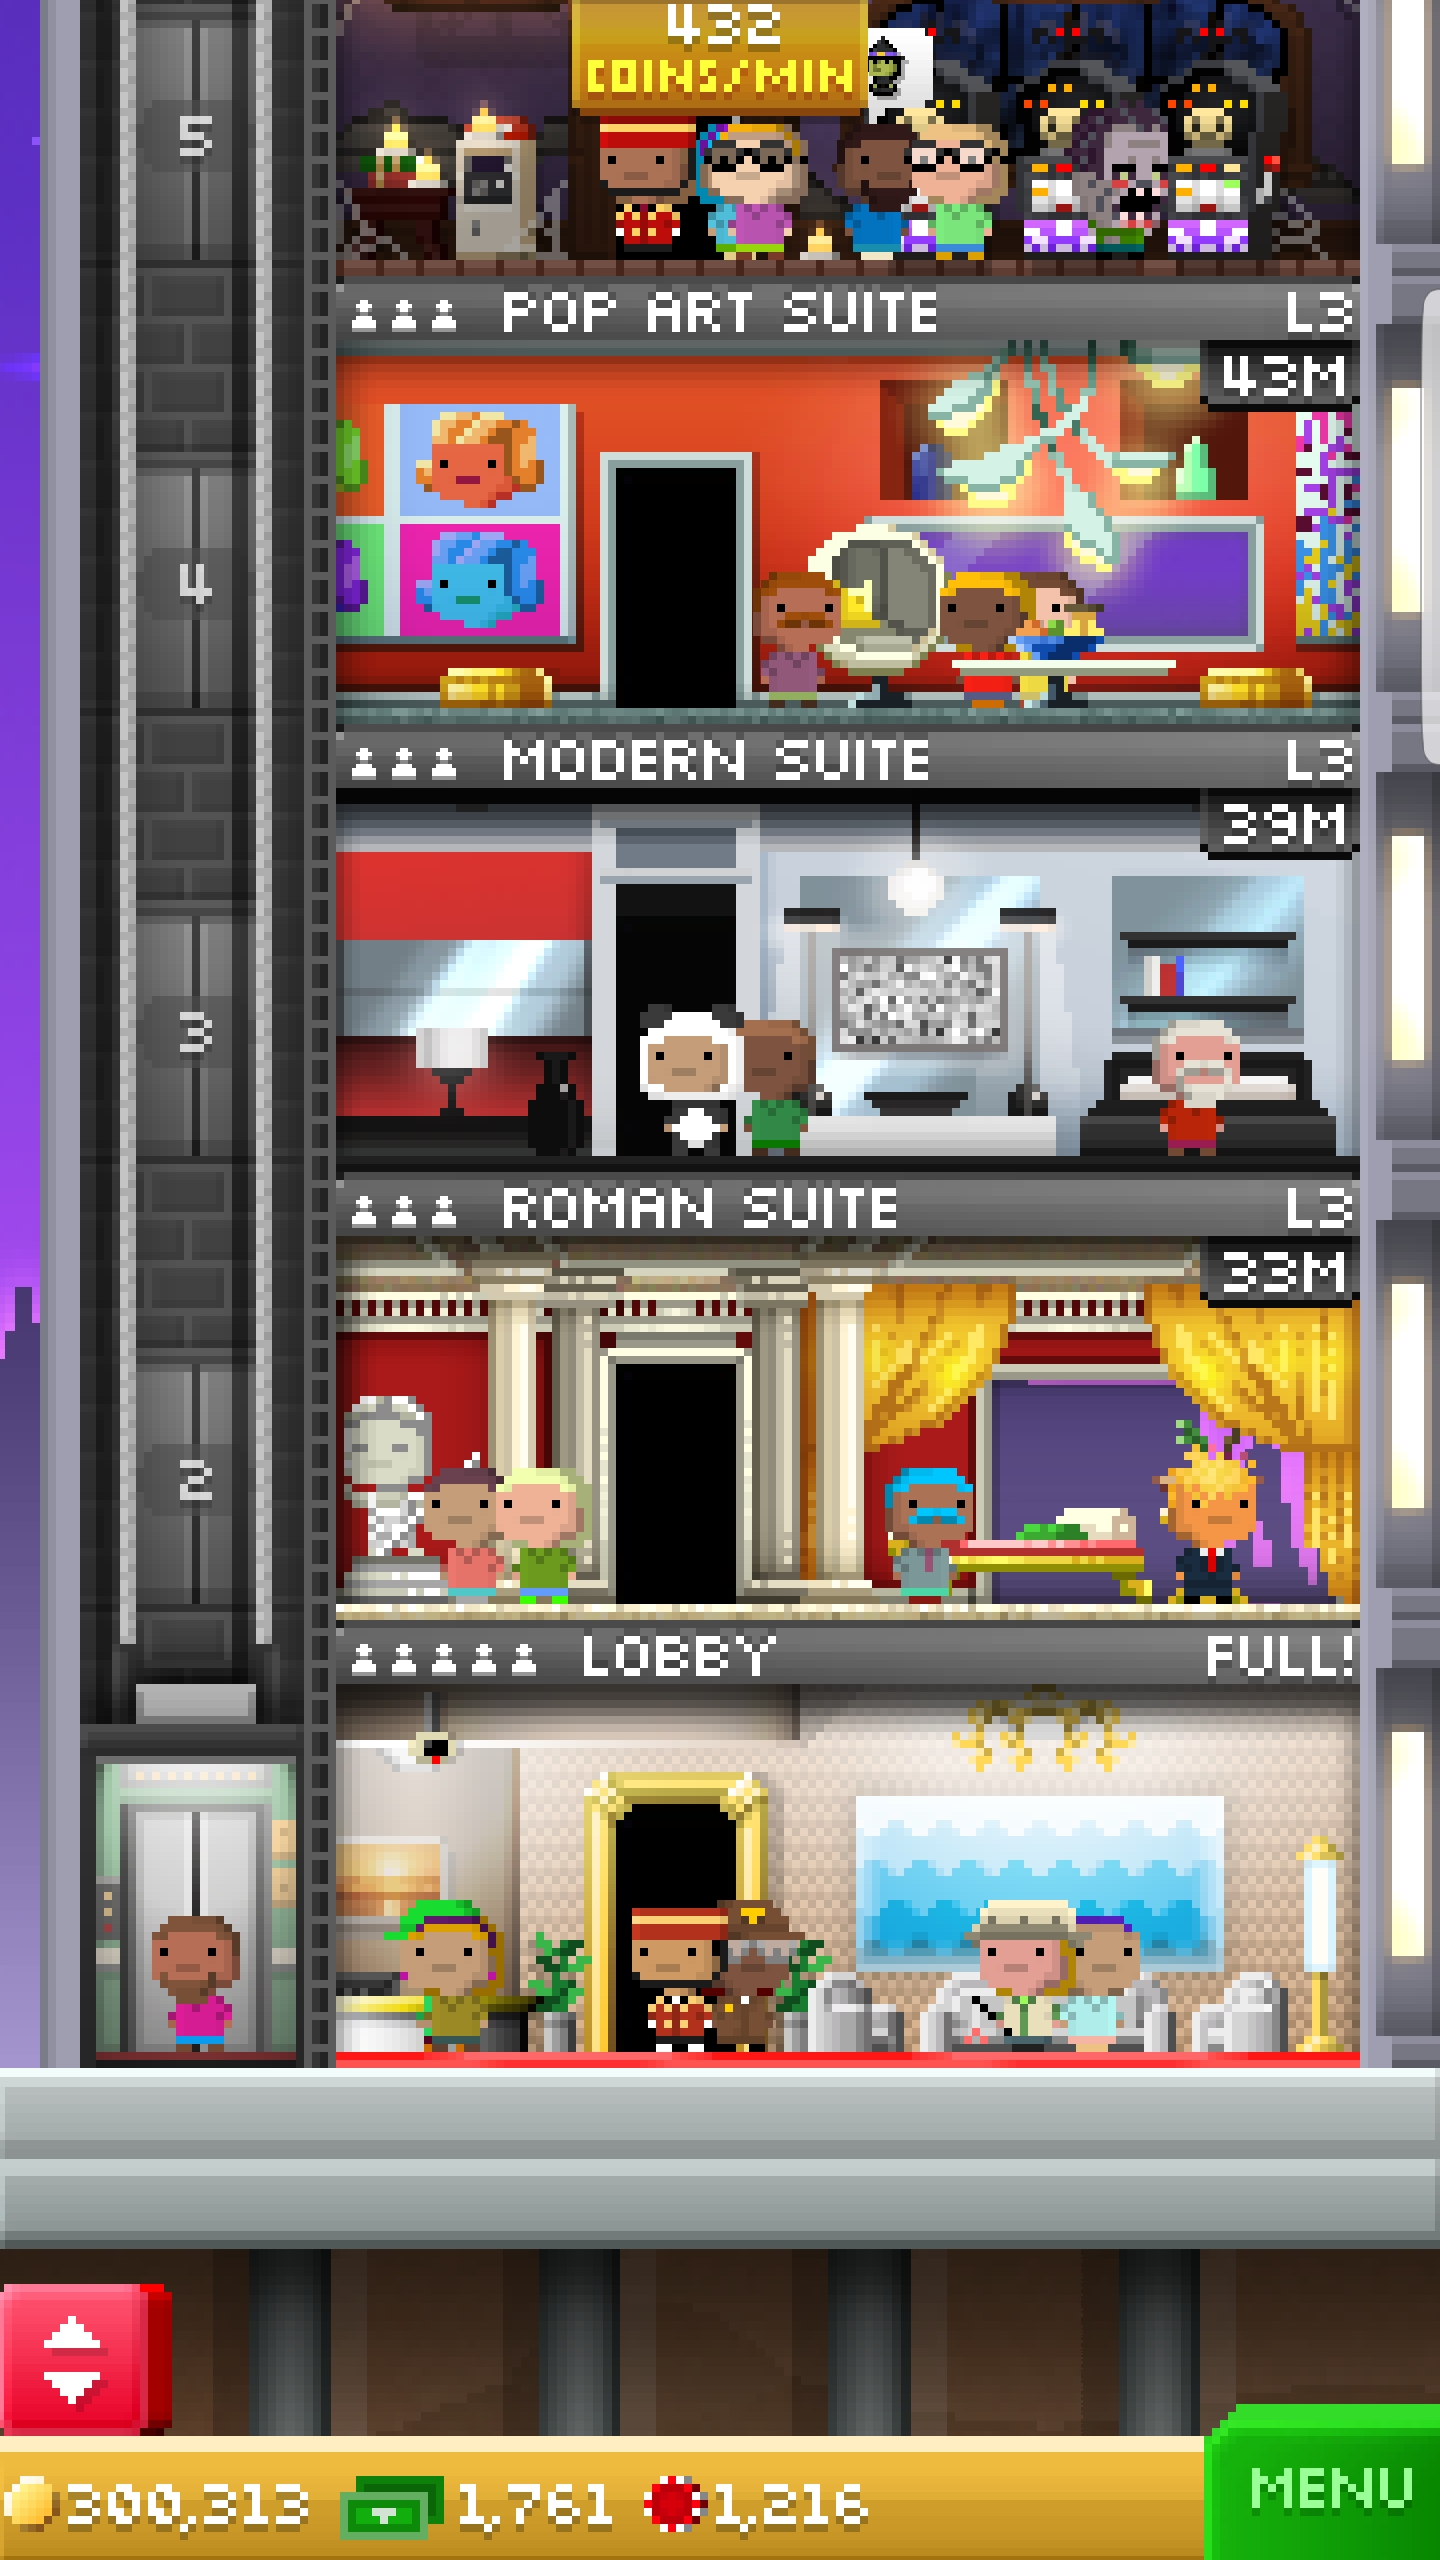 432
COINS/MIN
5
POP ART SUITE L3
43M
4
MODERN SUITE L3
39M
3
ROMAN SUITE L3
33M
2
LOBBY FULL!
300,313 1,761 1,216
MENU